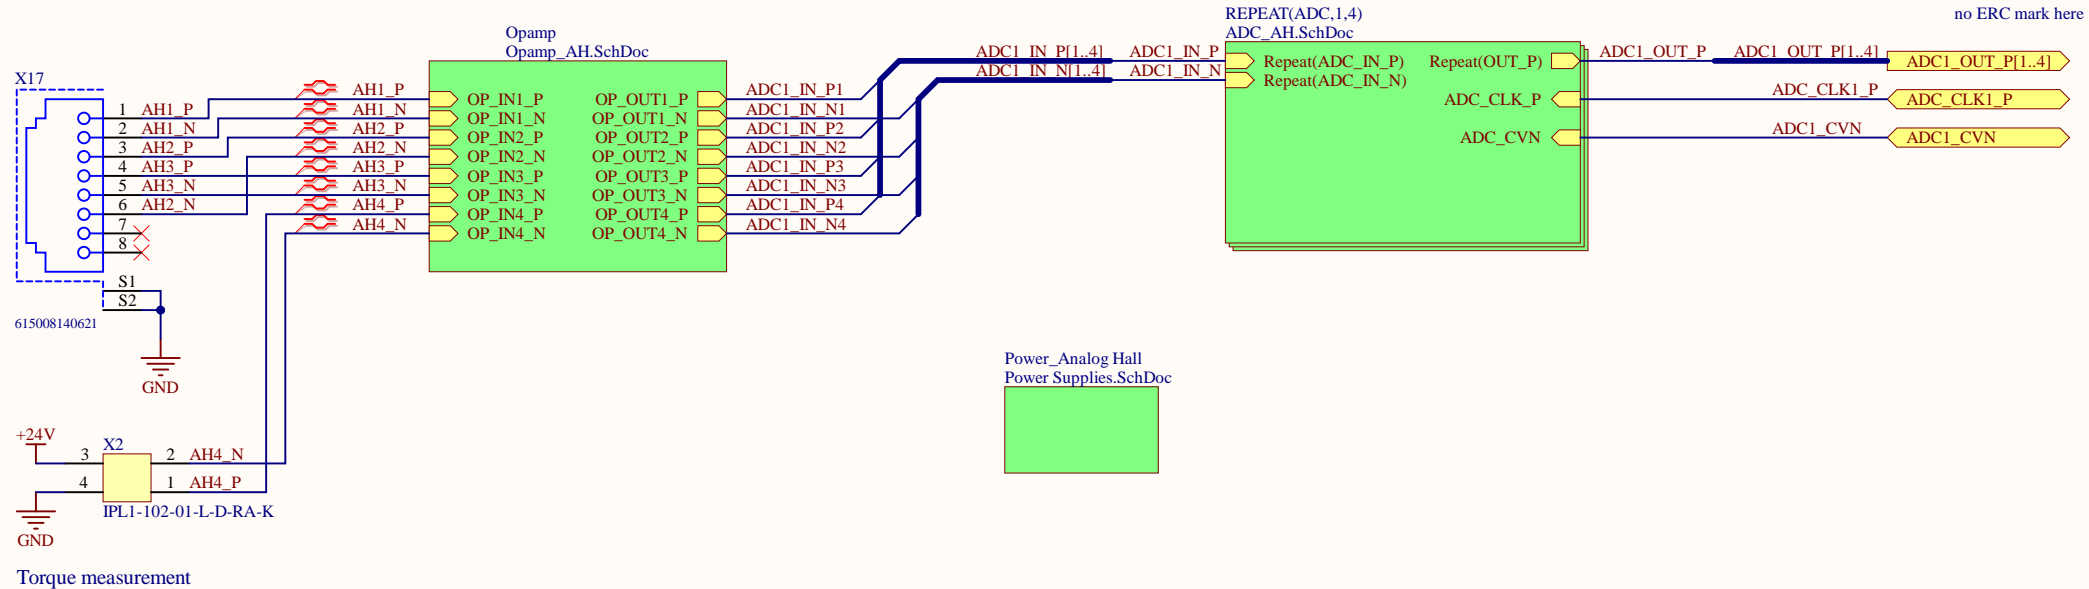 REPEAT(ADC,1,4)
no ERC mark here
Opamp
ADC_AH.SchDoc
Opamp_AH.SchDoc
X17
ADC1_IN_P[1..4]
ADC1_IN_P
Repeat(ADC_IN_P)
Repeat(OUT_P)
ADC1_OUT_P
ADC1_OUT_P[1..4]
ADC1_OUT_P[1..4]
ADC1_IN_N[1..4]
ADC1_IN_N
Repeat(ADC_IN_N)
AH1_P
OP_IN1_P
OP_OUT1_P
ADC1_IN_P1
ADC_CLK_P
ADC_CLK1_P
ADC_CLK1_P
1
AH1_P
AH1_N
OP_IN1_N
OP_OUT1_N
ADC1_IN_N1
2
AH1_N
AH2_P
OP_IN2_P
OP_OUT2_P
ADC1_IN_P2
ADC_CVN
ADC1_CVN
ADC1_CVN
3
AH2_P
AH2_N
OP_IN2_N
OP_OUT2_N
ADC1_IN_N2
4
AH3_P
AH3_P
OP_IN3_P
OP_OUT3_P
ADC1_IN_P3
5
AH3_N
AH3_N
OP_IN3_N
OP_OUT3_N
ADC1_IN_N3
6
AH2_N
AH4_P
OP_IN4_P
OP_OUT4_P
ADC1_IN_P4
7
AH4_N
OP_IN4_N
OP_OUT4_N
ADC1_IN_N4
8
S1
S2
615008140621
GND
Power_Analog Hall
Power Supplies.SchDoc
+24V
X2
3
2
AH4_N
4
1
AH4_P
IPL1-102-01-L-D-RA-K
GND
Torque measurement